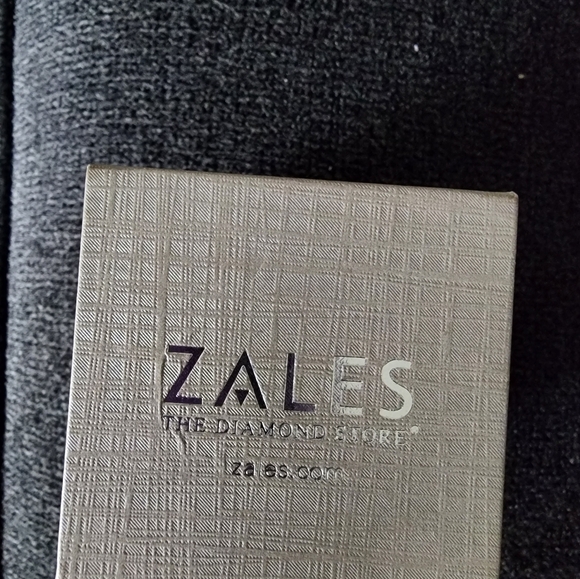 ZALES
THE DIAMOND STORE®
zales.com